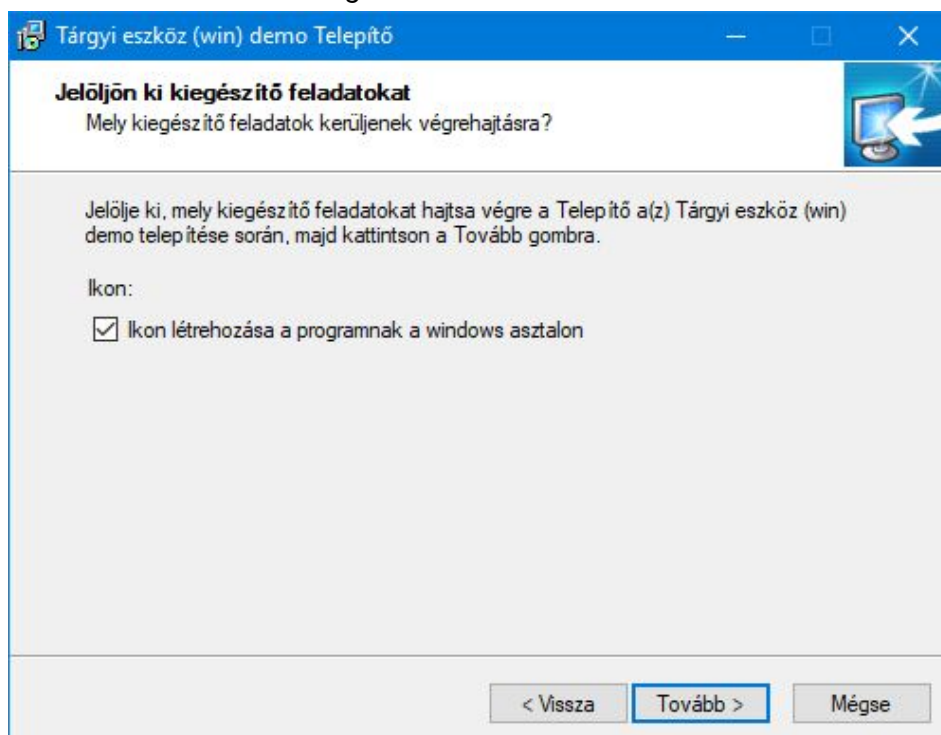 Tárgyi eszköz (win) demo Telepítő
Jelöljön ki kiegészítő feladatokat
Mely kiegészítő feladatok kerüljenek végrehajtásra?
Jelölje ki, mely kiegészítő feladatokat hajtsa végre a Telepítő a(z) Tárgyi eszköz (win)
demo telepítése során, majd kattintson a Tovább gombra.
Ikon:
Ikon létrehozása a programnak a windows asztalon
< Vissza
Tovább >
Mégse